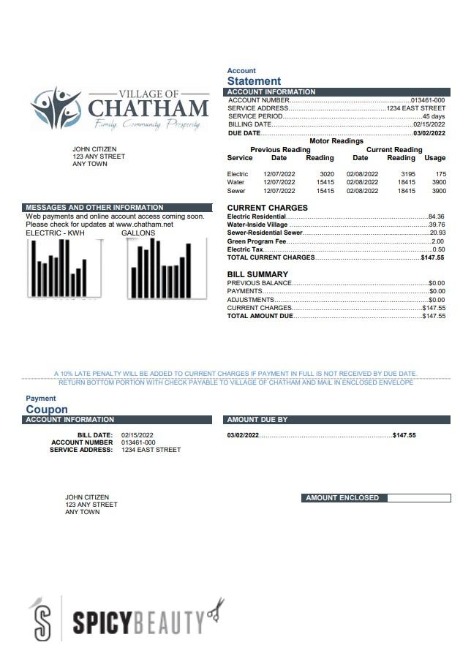 Account
Statement
VILLAGE OF
CHATHAM
Family Community Prosperity
ACCOUNT INFORMATION
ACCOUNT NUMBER 013461-000
SERVICE ADDRESS 1234 EAST STREET
SERVICE PERIOD 45 days
BILLING DATE 02/15/2022
DUE DATE 03/02/2022
JOHN CITIZEN
123 ANY STREET
ANY TOWN
Motor Readings
Previous Reading Current Reading
Service Date Reading Date Reading Usage
Electric 12/07/2022 3020 02/08/2022 3195 175
Water 12/07/2022 15415 02/08/2022 18415 3900
Sewer 12/07/2022 15415 02/08/2022 18415 3900
MESSAGES AND OTHER INFORMATION
Web payments and online account access coming soon.
Please check for updates at www.chatham.net
ELECTRIC - KWH GALLONS
CURRENT CHARGES
Electric Residential 84.36
Water-Inside Village 39.76
Sewer-Residential Sewer 20.93
Green Program Fee 2.00
Electric Tax 0.50
TOTAL CURRENT CHARGES $147.55
BILL SUMMARY
PREVIOUS BALANCE $0.00
PAYMENTS $0.00
ADJUSTMENTS $0.00
CURRENT CHARGES $147.55
TOTAL AMOUNT DUE $147.55
A 10% LATE PENALTY WILL BE ADDED TO CURRENT CHARGES IF PAYMENT IN FULL IS NOT RECEIVED BY DUE DATE.
RETURN BOTTOM PORTION WITH CHECK PAYABLE TO VILLAGE OF CHATHAM AND MAIL IN ENCLOSED ENVELOPE
Payment
Coupon
ACCOUNT INFORMATION
AMOUNT DUE BY
BILL DATE: 02/15/2022
ACCOUNT NUMBER 013461-000
SERVICE ADDRESS: 1234 EAST STREET
03/02/2022 $147.55
JOHN CITIZEN
123 ANY STREET
ANY TOWN
AMOUNT ENCLOSED
S SPICYBEAUTY